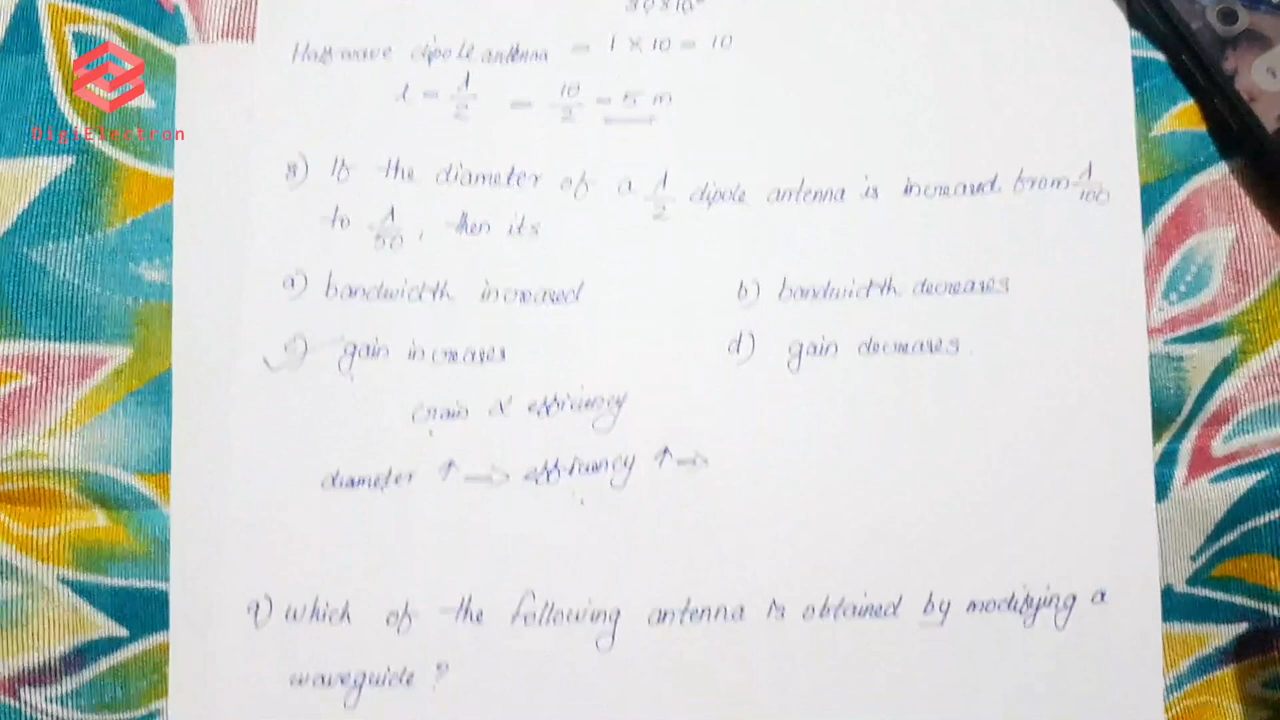 30×10⁶
Half wave dipole antenna = 1 × 10 = 10
l = λ/2 = 10/2 = 5 m
DigiElectron
8) If the diameter of a λ/2 dipole antenna is increased from λ/100
to λ/50, then its
a) bandwidth increased b) bandwidth decreases
c) gain increases d) gain decreases
Gain α efficiency
diameter ↑ → efficiency ↑ →
9) which of the following antenna is obtained by modifying a
waveguide ?